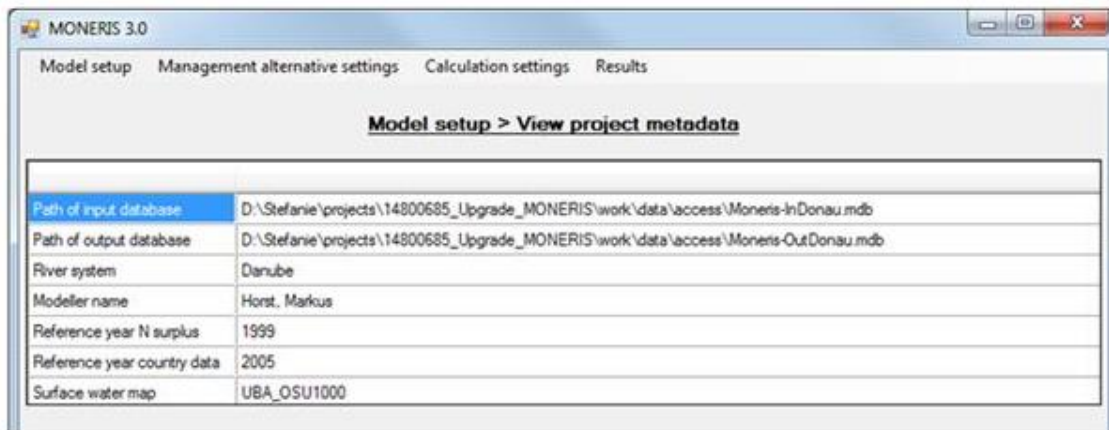 MONERIS 3.0
Model setup Management alternative settings Calculation settings Results
Model setup > View project metadata
Path of input database D:\Stefanie\projects\14800685_Upgrade_MONERIS\work\data\access\Moneris-InDonau.mdb
Path of output database D:\Stefanie\projects\14800685_Upgrade_MONERIS\work\data\access\Moneris-OutDonau.mdb
River system Danube
Modeller name Horst, Markus
Reference year N surplus 1999
Reference year country data 2005
Surface water map UBA_OSU1000